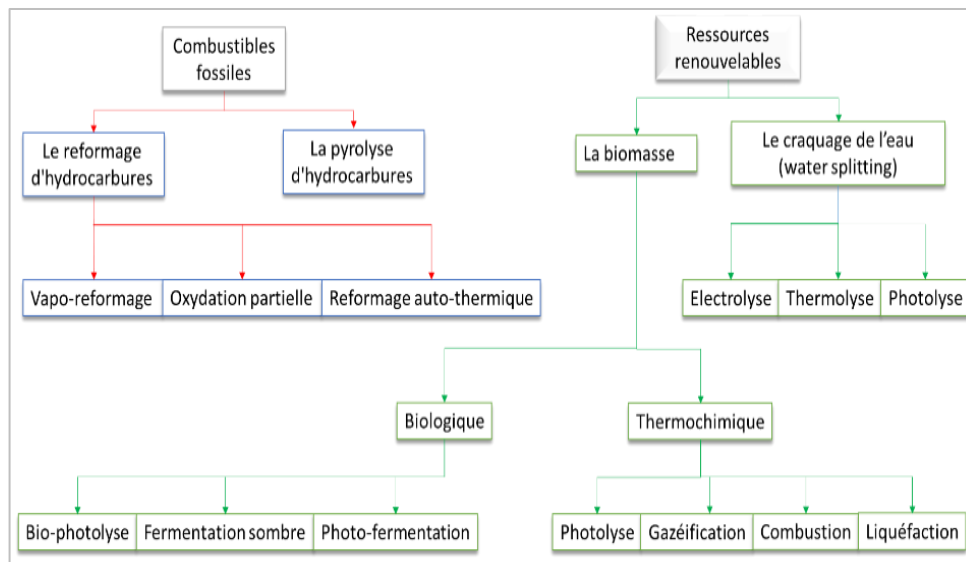 Combustibles
fossiles
Ressources
renouvelables
Le reformage
d'hydrocarbures
La pyrolyse
d'hydrocarbures
La biomasse
Le craquage de l'eau
(water splitting)
Vapo-reformage
Oxydation partielle
Reformage auto-thermique
Electrolyse
Thermolyse
Photolyse
Biologique
Thermochimique
Bio-photolyse
Fermentation sombre
Photo-fermentation
Photolyse
Gazéification
Combustion
Liquéfaction